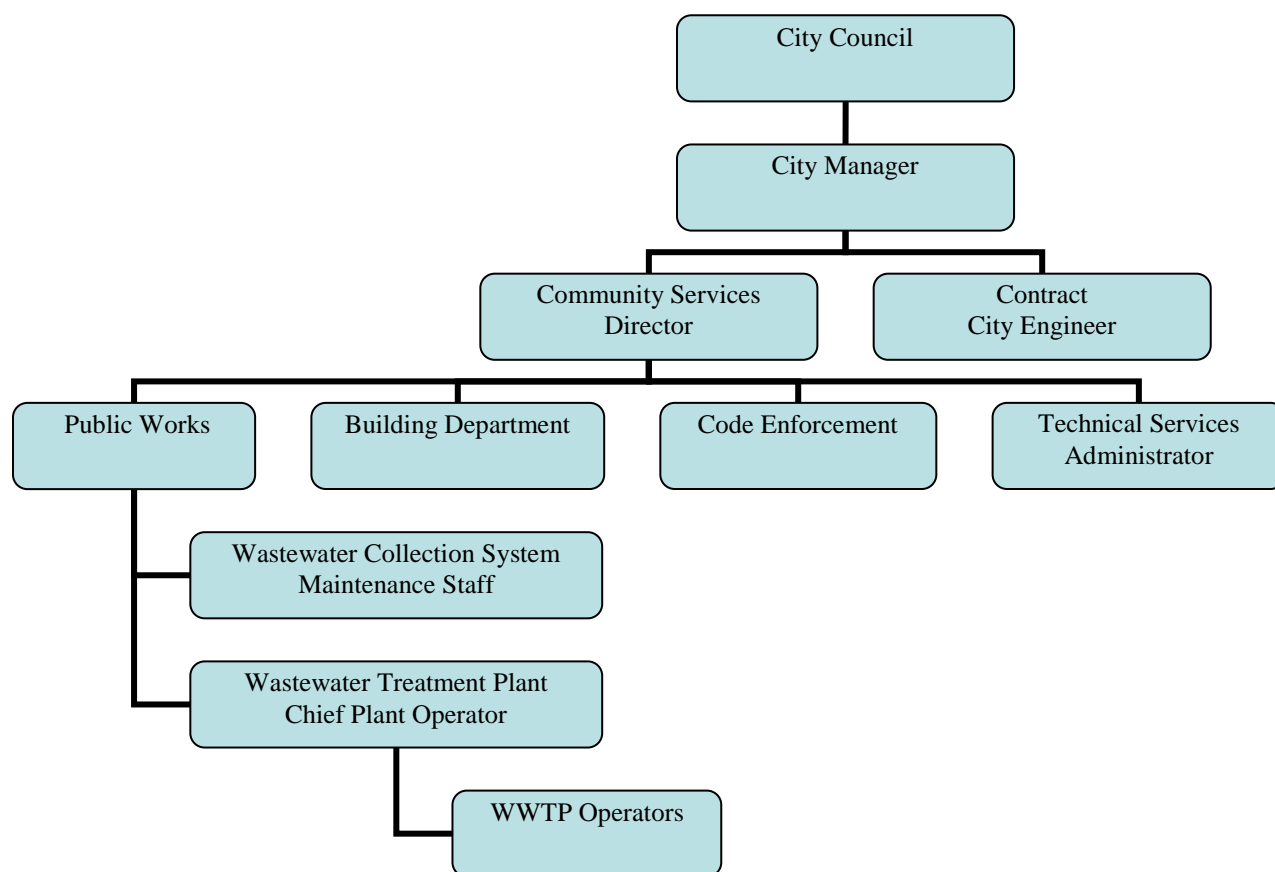 City Council
City Manager
Community Services
Director
Contract
City Engineer
Public Works
Building Department
Code Enforcement
Technical Services
Administrator
Wastewater Collection System
Maintenance Staff
Wastewater Treatment Plant
Chief Plant Operator
WWTP Operators